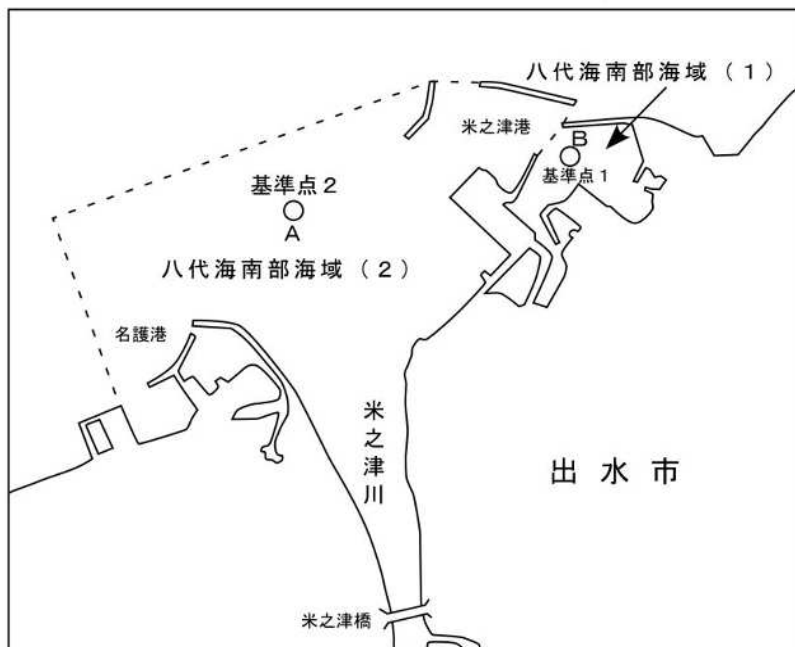 八代海南部海域(1)
米之津港
B
基準点1
基準点2
A
八代海南部海域(2)
名護港
米之津川
出水市
米之津橋